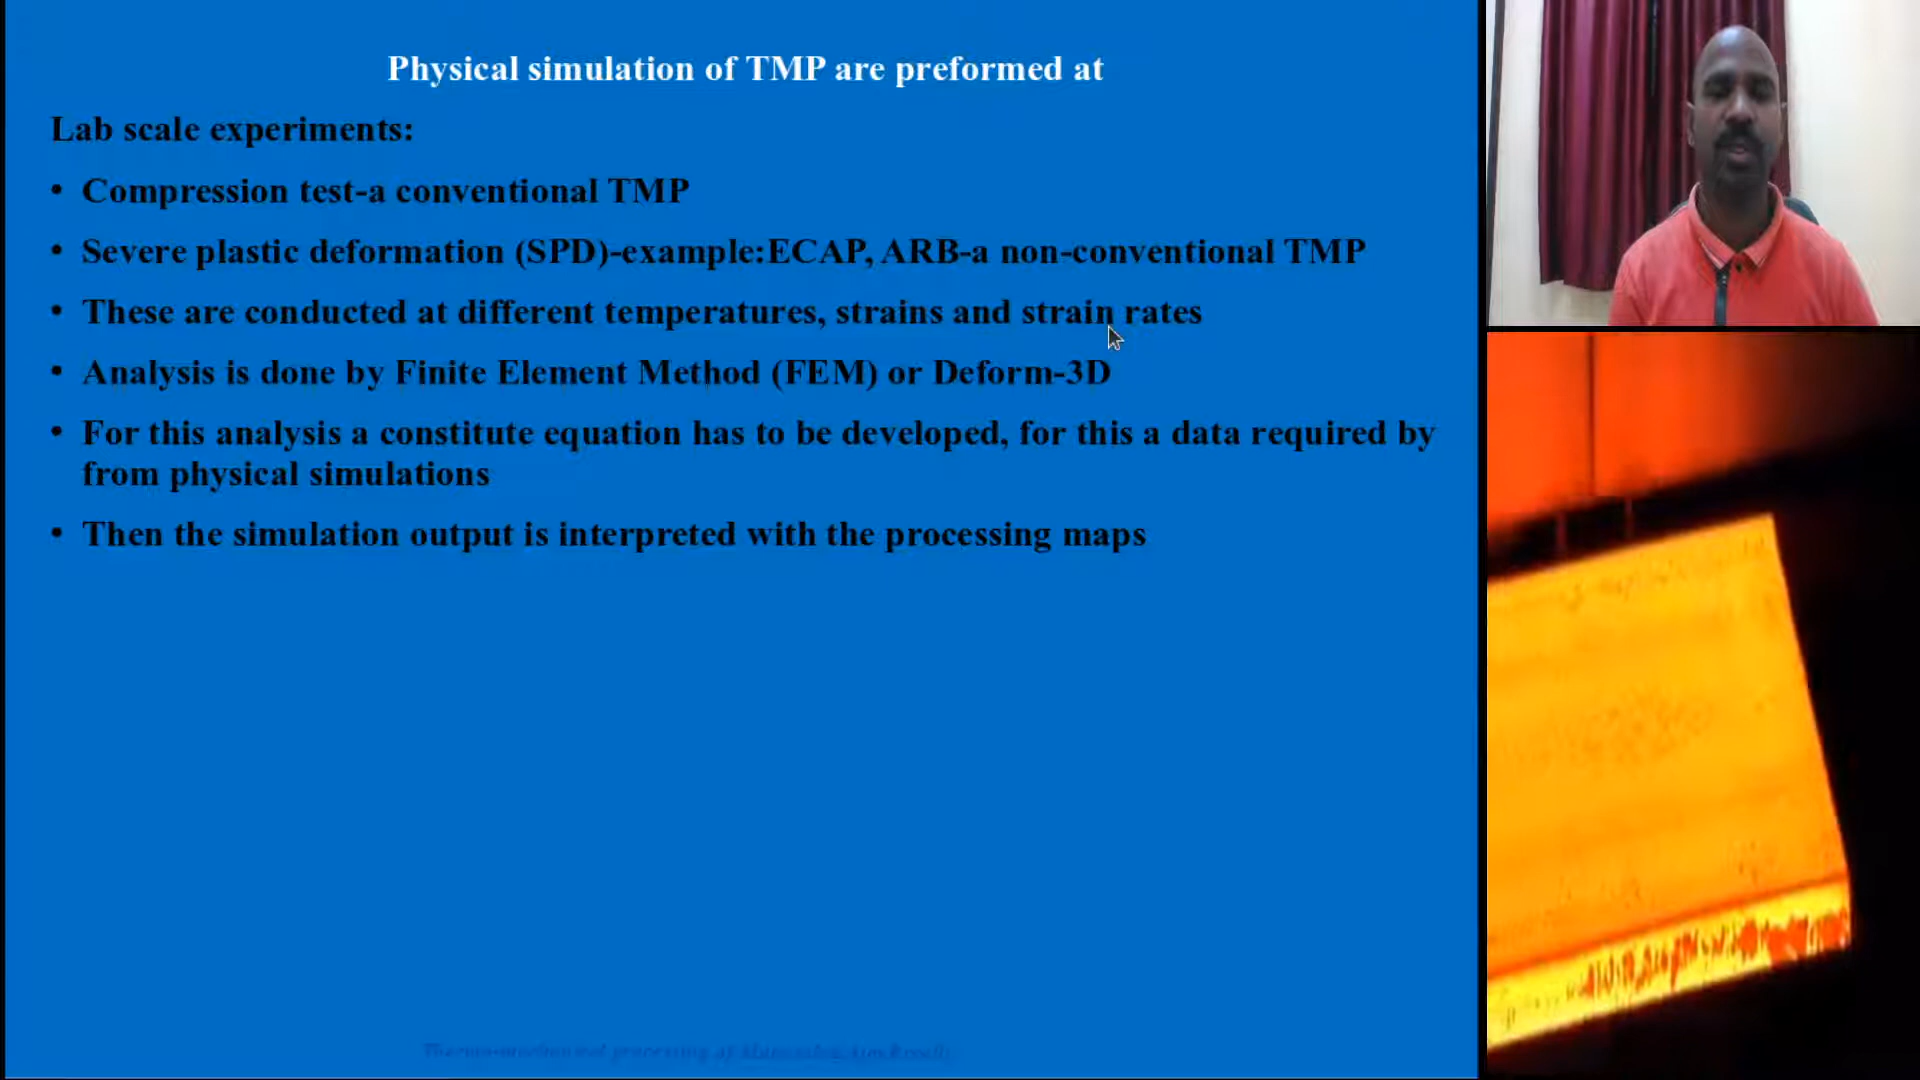 Physical simulation of TMP are preformed at
Lab scale experiments:
• Compression test-a conventional TMP
• Severe plastic deformation (SPD)-example:ECAP, ARB-a non-conventional TMP
• These are conducted at different temperatures, strains and strain rates
• Analysis is done by Finite Element Method (FEM) or Deform-3D
• For this analysis a constitute equation has to be developed, for this a data required by
from physical simulations
• Then the simulation output is interpreted with the processing maps
processing of